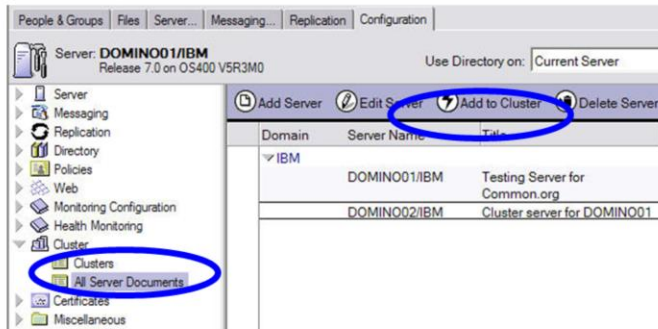 People & Groups Files Server... Messaging... Replication Configuration
Server: DOMINO01/IBM
Release 7.0 on OS400 V5R3M0
Use Directory on: Current Server
Server
Messaging
Replication
Directory
Policies
Web
Monitoring Configuration
Health Monitoring
Cluster
Clusters
All Server Documents
Certificates
Miscellaneous
Add Server Edit Server Add to Cluster Delete Server
Domain Server Name Title
IBM
DOMINO01/IBM Testing Server for
Common.org
DOMINO02/IBM Cluster server for DOMINO01